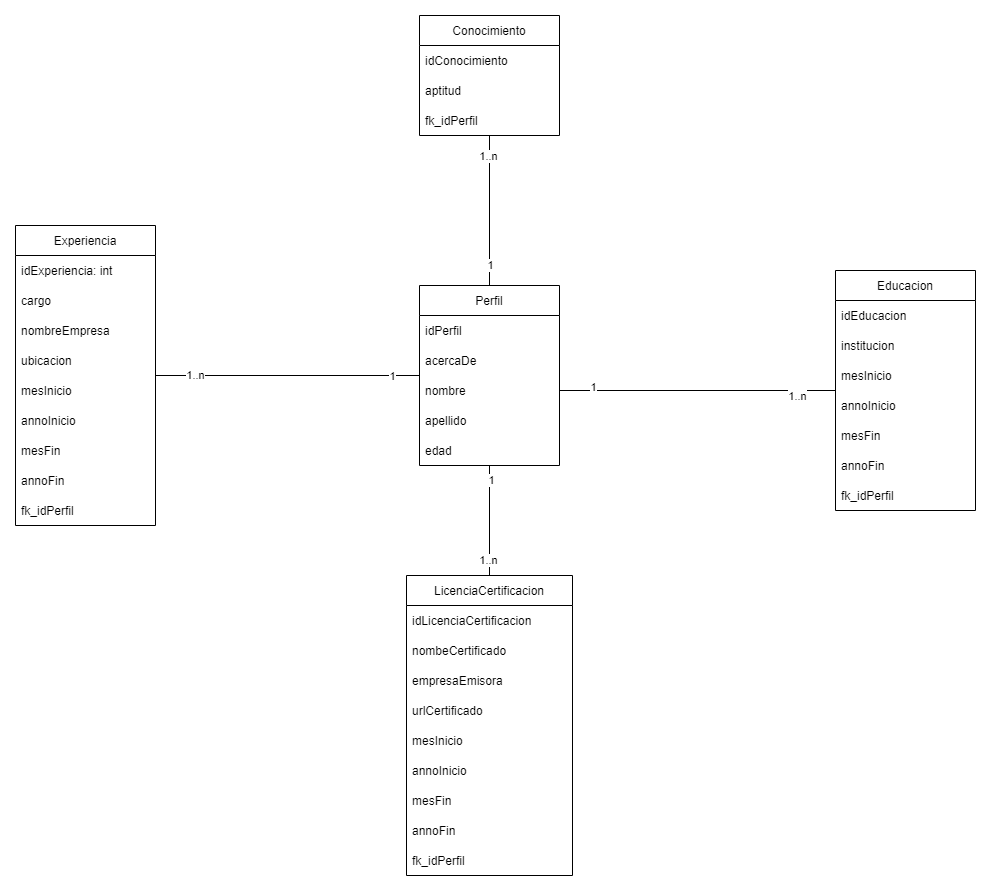 Conocimiento
idConocimiento
aptitud
fk_idPerfil
1..n
1
Experiencia
idExperiencia: int
cargo
nombreEmpresa
ubicacion
mesInicio
annoInicio
mesFin
annoFin
fk_idPerfil
1..n
1
Perfil
idPerfil
acercaDe
nombre
apellido
edad
1
1..n
Educacion
idEducacion
institucion
mesInicio
annoInicio
mesFin
annoFin
fk_idPerfil
1
1..n
LicenciaCertificacion
idLicenciaCertificacion
nombeCertificado
empresaEmisora
urlCertificado
mesInicio
annoInicio
mesFin
annoFin
fk_idPerfil